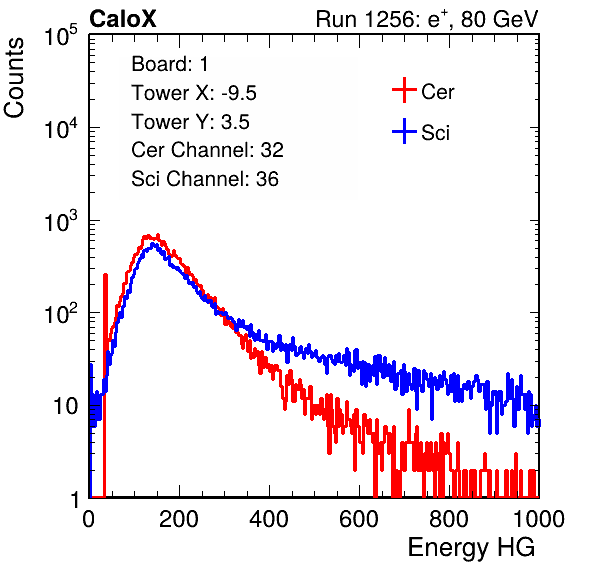 CaloX
Run 1256: e+, 80 GeV
Counts
Board: 1
Tower X: -9.5
Tower Y: 3.5
Cer Channel: 32
Sci Channel: 36
Cer
Sci
10^5
10^4
10^3
10^2
10
1
0 200 400 600 800 1000
Energy HG